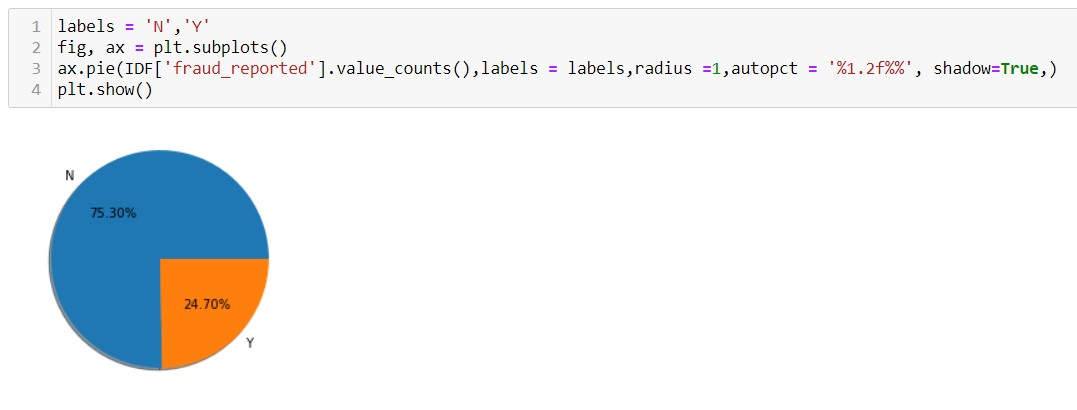 1 labels = 'N','Y'
2 fig, ax = plt.subplots()
3 ax.pie(IDF['fraud_reported'].value_counts(),labels = labels,radius =1,autopct = '%1.2f%%', shadow=True,)
4 plt.show()
N
75.30%
24.70%
Y